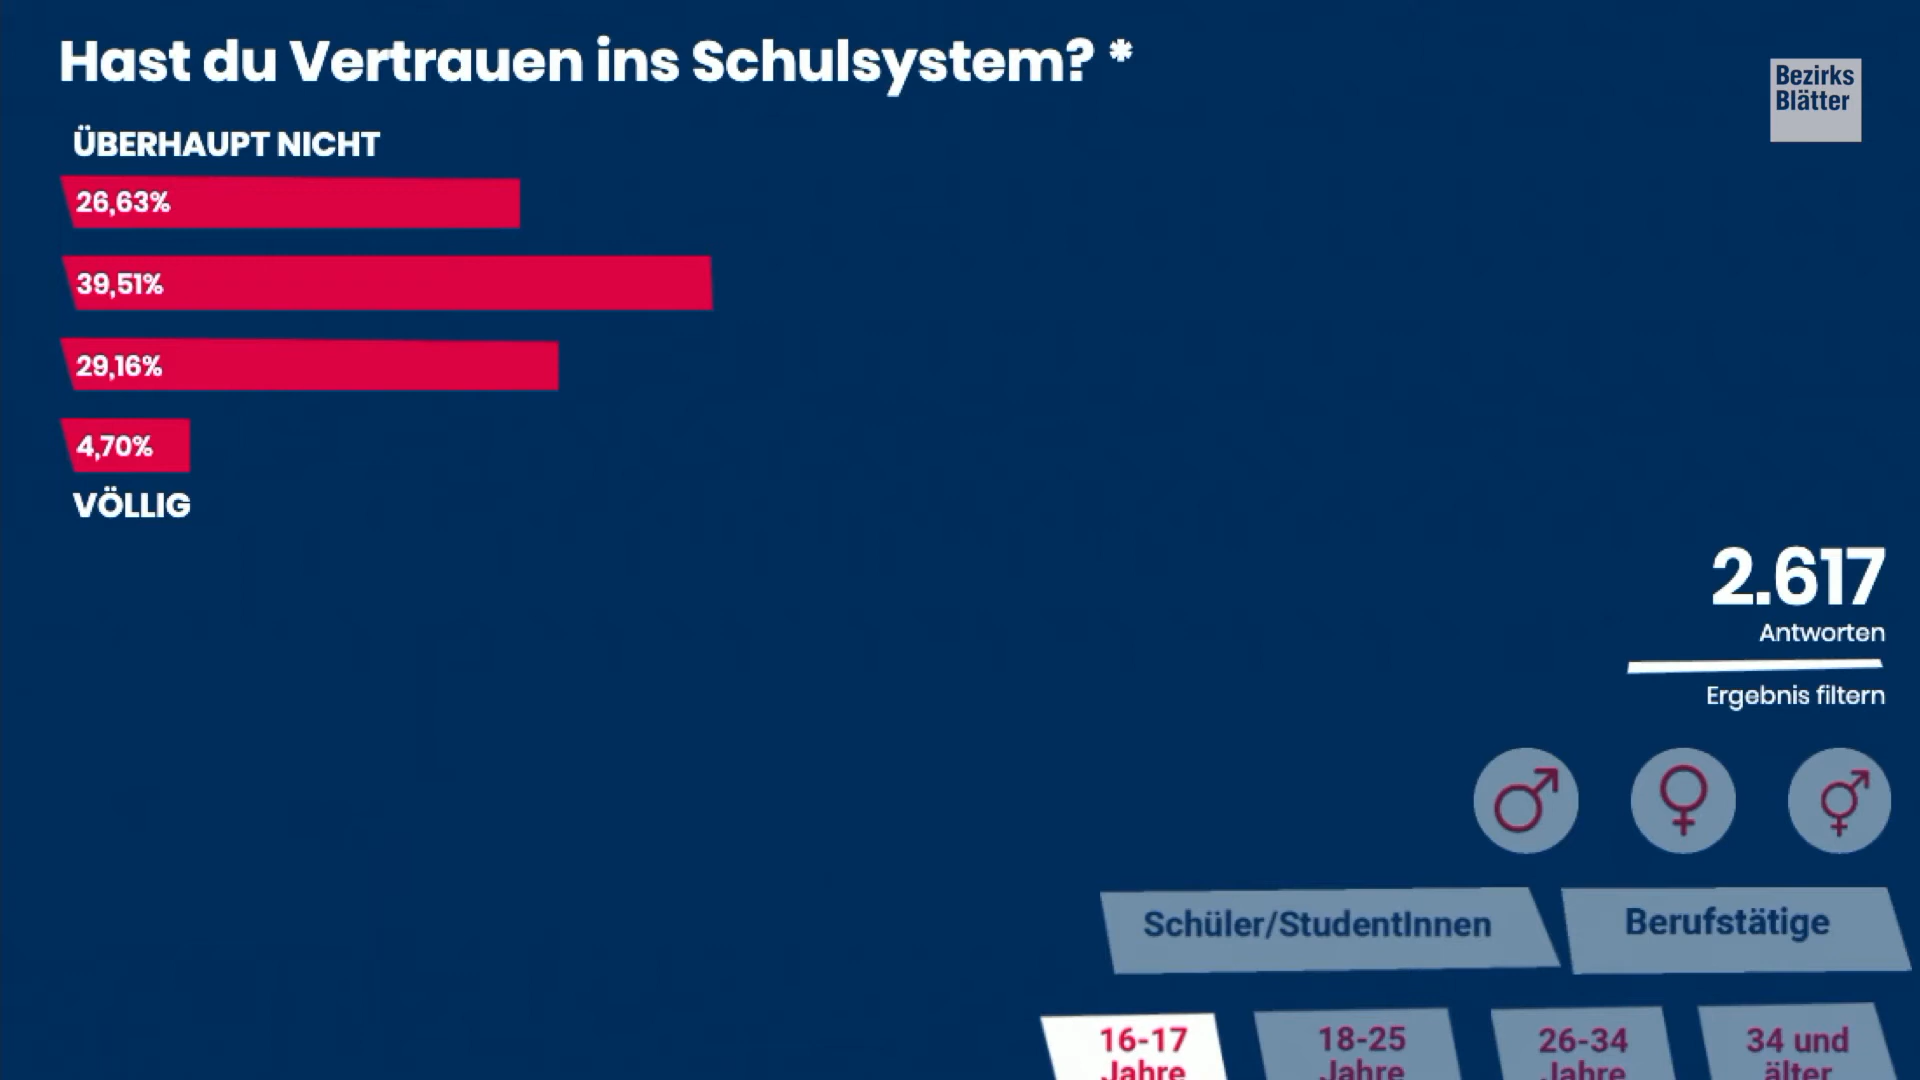 Hast du Vertrauen ins Schulsystem? *
Bezirks
Blätter
ÜBERHAUPT NICHT
26,63%
39,51%
29,16%
4,70%
VÖLLIG
2.617
Antworten
Ergebnis filtern
Schüler/StudentInnen
Berufstätige
16-17
Jahre
18-25
Jahre
26-34
Jahre
34 und
älter